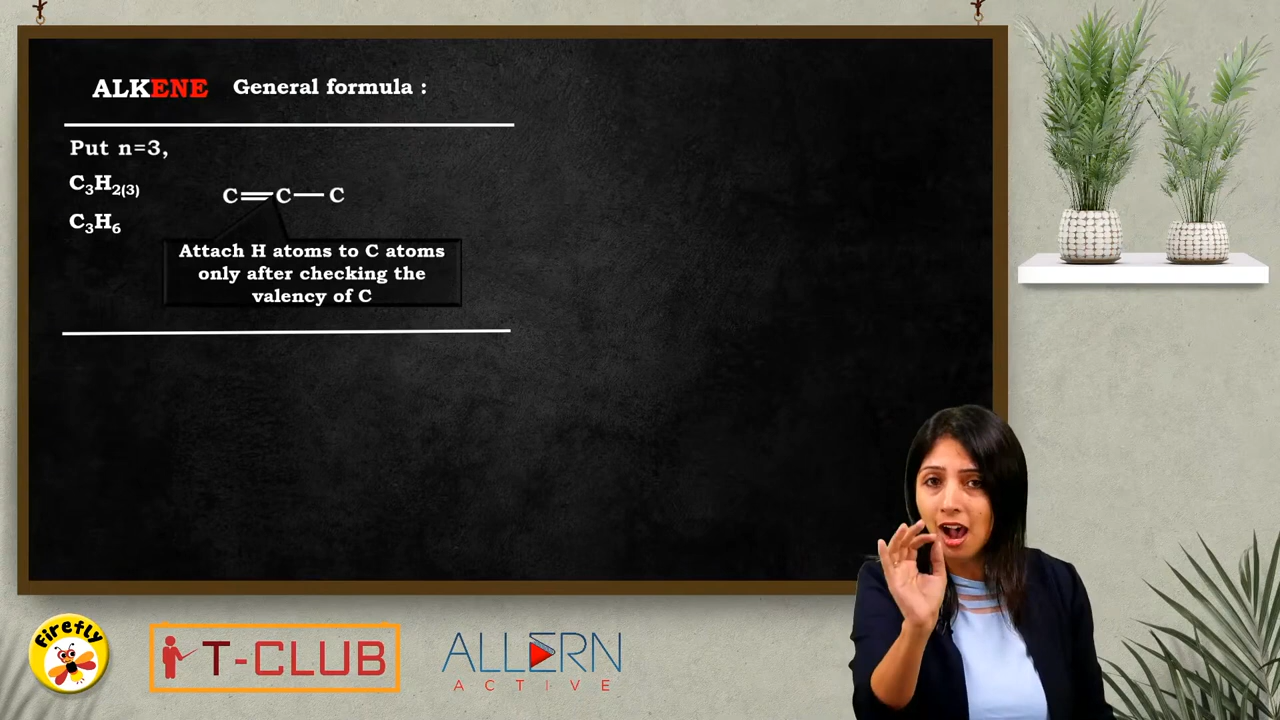 ALKENE General formula :
Put n=3,
C₃H₂₍₃₎
C=C—C
C₃H₆
Attach H atoms to C atoms
only after checking the
valency of C
Firefly
T-CLUB
ALLERN
ACTIVE